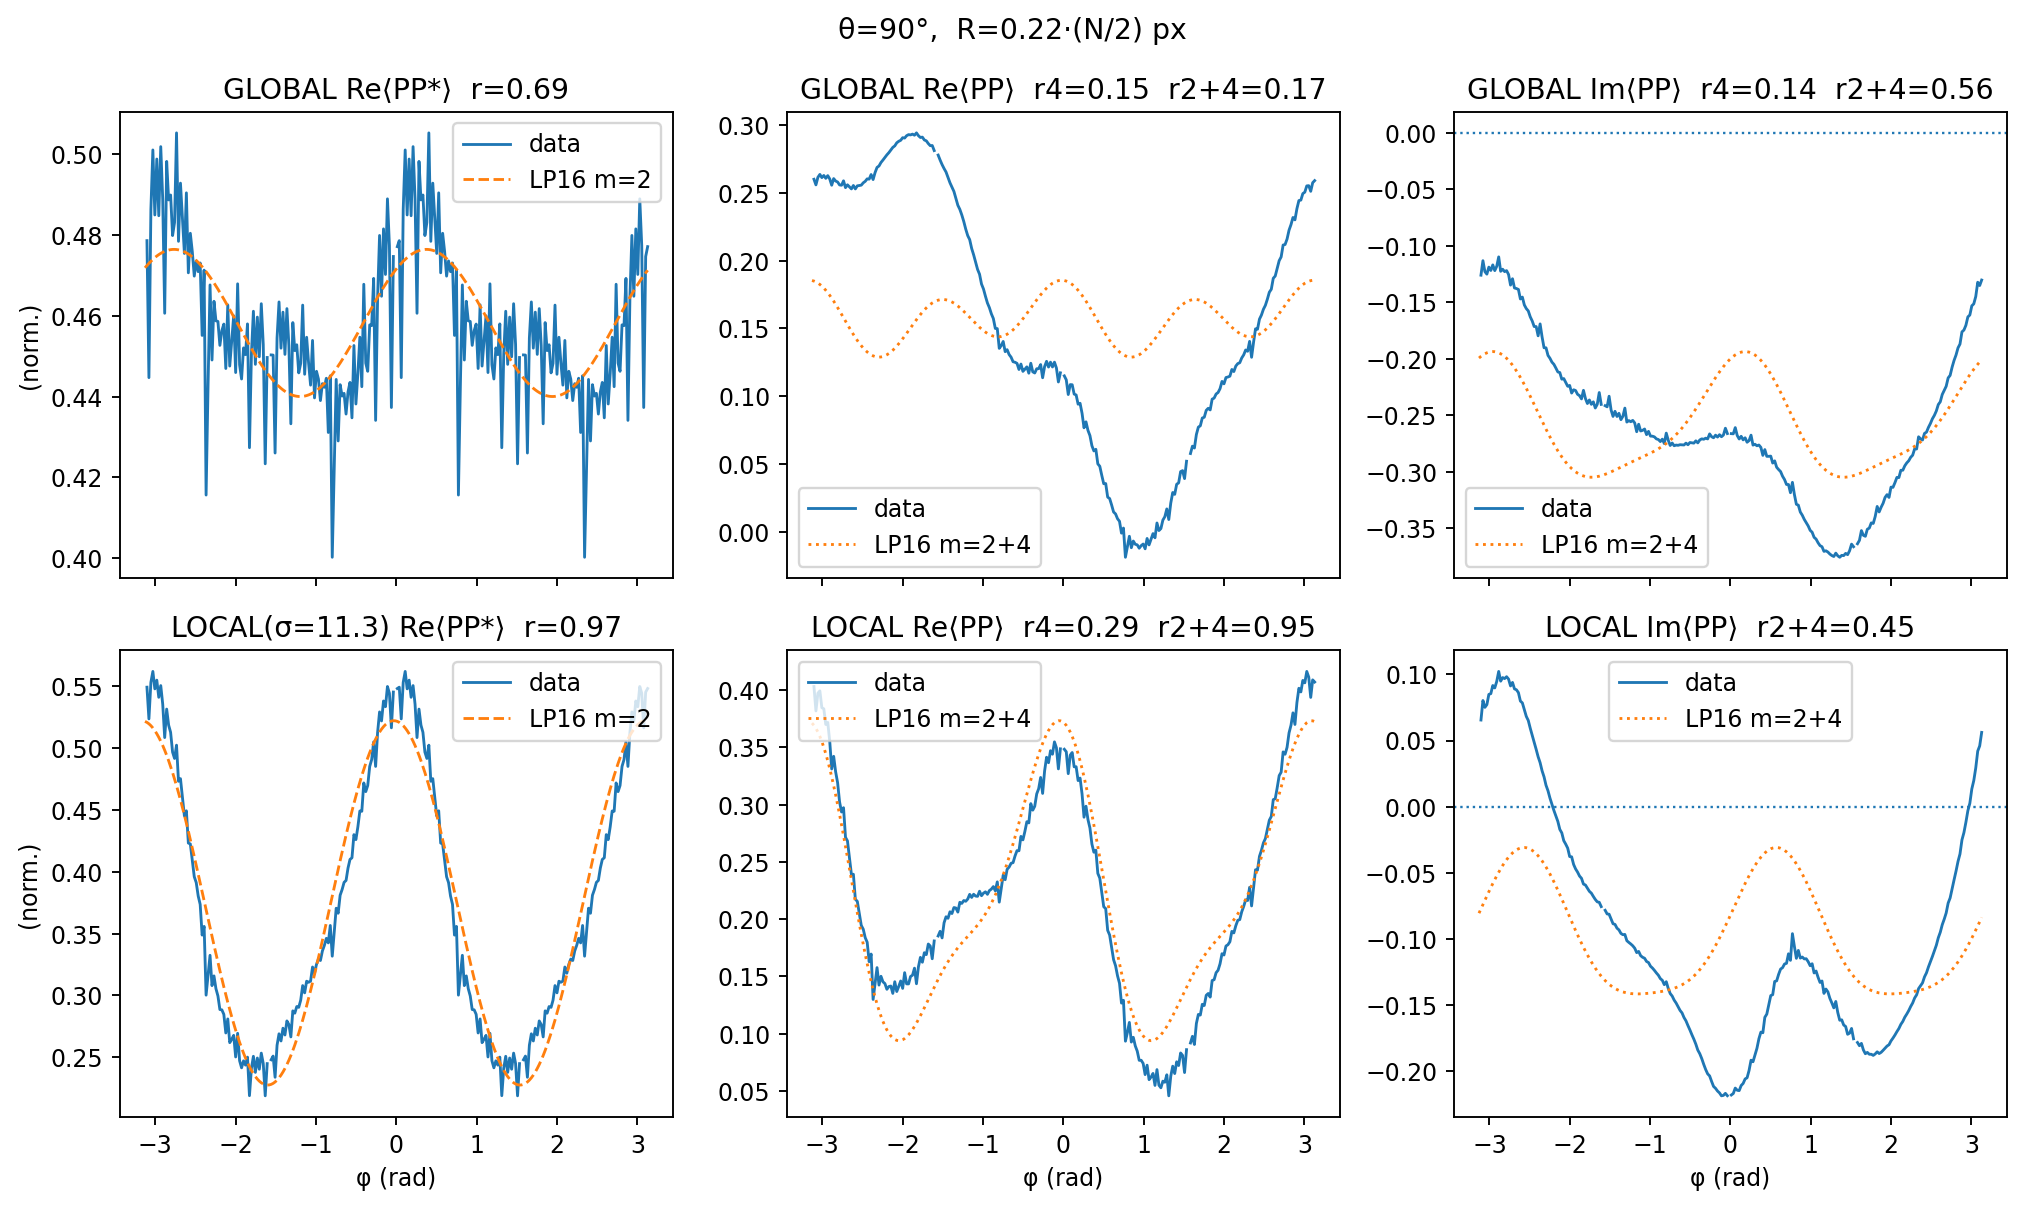 θ=90°,  R=0.22·(N/2) px
GLOBAL Re⟨PP*⟩  r=0.69
GLOBAL Re⟨PP⟩  r4=0.15  r2+4=0.17
GLOBAL Im⟨PP⟩  r4=0.14  r2+4=0.56
(norm.)
0.50
0.48
0.46
0.44
0.42
0.40
data
LP16 m=2
0.30
0.25
0.20
0.15
0.10
0.05
0.00
data
LP16 m=2+4
0.00
−0.05
−0.10
−0.15
−0.20
−0.25
−0.30
−0.35
data
LP16 m=2+4
LOCAL(σ=11.3) Re⟨PP*⟩  r=0.97
LOCAL Re⟨PP⟩  r4=0.29  r2+4=0.95
LOCAL Im⟨PP⟩  r2+4=0.45
(norm.)
0.55
0.50
0.45
0.40
0.35
0.30
0.25
data
LP16 m=2
−3 −2 −1 0 1 2 3
φ (rad)
0.40
0.35
0.30
0.25
0.20
0.15
0.10
0.05
data
LP16 m=2+4
−3 −2 −1 0 1 2 3
φ (rad)
0.10
0.05
0.00
−0.05
−0.10
−0.15
−0.20
data
LP16 m=2+4
−3 −2 −1 0 1 2 3
φ (rad)